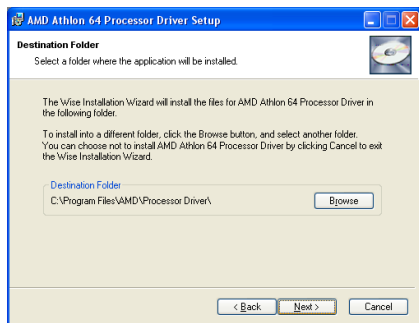 AMD Athlon 64 Processor Driver Setup
Destination Folder
Select a folder where the application will be installed.
The Wise Installation Wizard will install the files for AMD Athlon 64 Processor Driver in
the following folder.
To install into a different folder, click the Browse button, and select another folder.
You can choose not to install AMD Athlon 64 Processor Driver by clicking Cancel to exit
the Wise Installation Wizard.
Destination Folder
C:\Program Files\AMD\Processor Driver\
Browse
< Back
Next >
Cancel